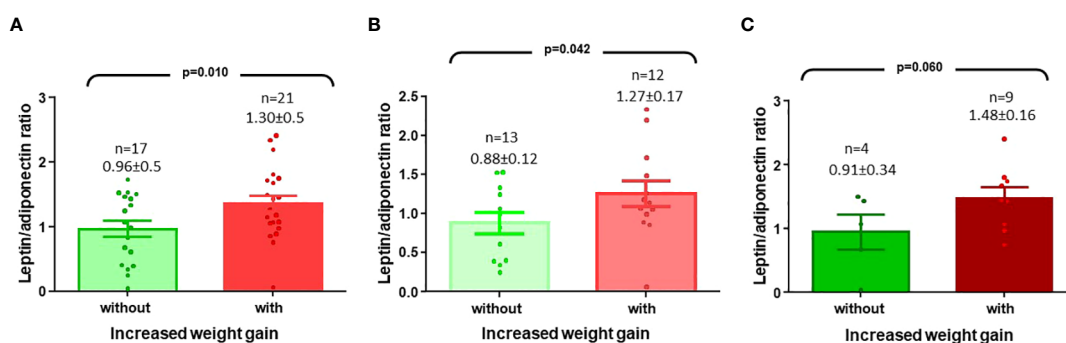 A
p=0.010
Leptin/adiponectin ratio
3
2
1
0
n=17
0.96±0.5
n=21
1.30±0.5
without
with
Increased weight gain
B
p=0.042
Leptin/adiponectin ratio
2.5
2.0
1.5
1.0
0.5
0.0
n=13
0.88±0.12
n=12
1.27±0.17
without
with
Increased weight gain
C
p=0.060
Leptin/adiponectin ratio
3
2
1
0
n=4
0.91±0.34
n=9
1.48±0.16
without
with
Increased weight gain